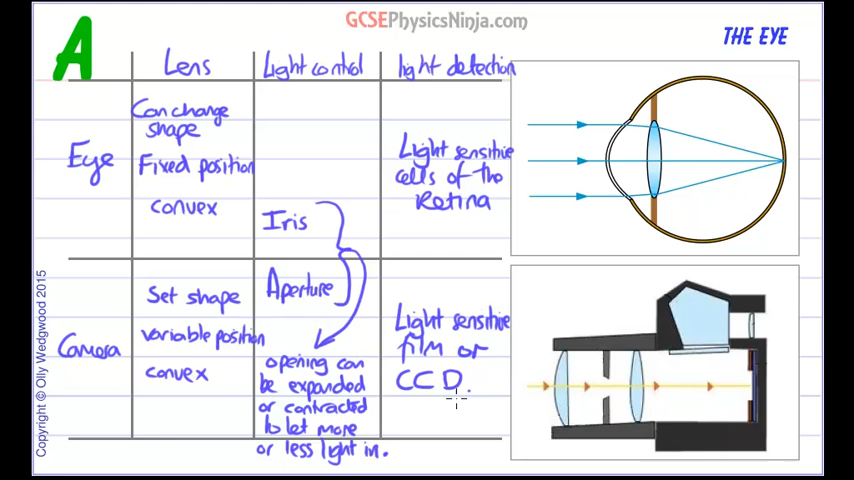 GCSEPhysicsNinja.com
A
THE EYE
Lens
Light control
light detection
Eye
Can change
shape
Fixed position
convex
Iris
Light sensitive
cells of the
Retina
Camera
Set shape
variable position
convex
Aperture
opening can
be expanded
or contracted
to let more
or less light in.
Light sensitive
film or
CCD.
Copyright © Olly Wedgwood 2015